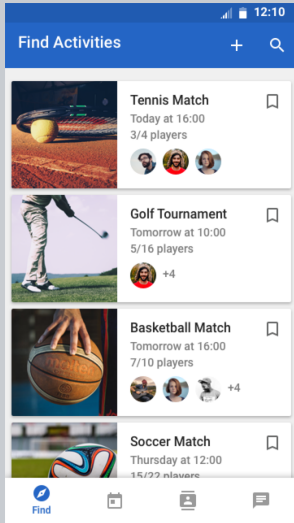 12:10
Find Activities
Tennis Match
Today at 16:00
3/4 players
Golf Tournament
Tomorrow at 10:00
5/16 players
+4
Basketball Match
Tomorrow at 16:00
7/10 players
molten
+4
Soccer Match
Thursday at 12:00
15/22 players
Find